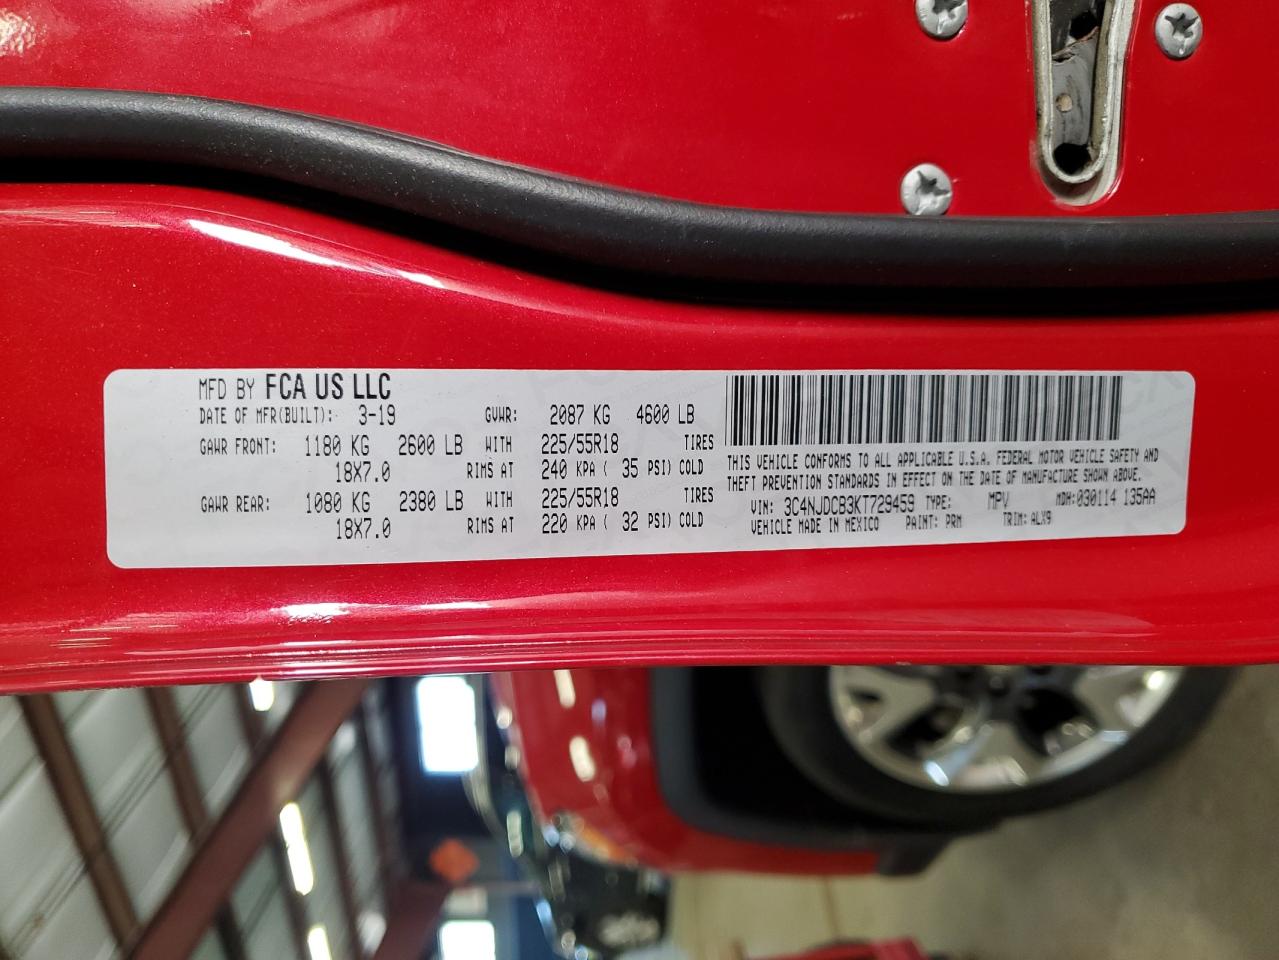 MFD BY FCA US LLC
DATE OF MFR(BUILT): 3-19 GVWR: 2087 KG 4600 LB
GAWR FRONT: 1180 KG 2600 LB WITH 225/55R18 TIRES
18X7.0 RIMS AT 240 KPA ( 35 PSI) COLD
GAWR REAR: 1080 KG 2380 LB WITH 225/55R18 TIRES
18X7.0 RIMS AT 220 KPA ( 32 PSI) COLD
THIS VEHICLE CONFORMS TO ALL APPLICABLE U.S.A. FEDERAL MOTOR VEHICLE SAFETY AND
THEFT PREVENTION STANDARDS IN EFFECT ON THE DATE OF MANUFACTURE SHOWN ABOVE.
VIN: 3C4NJDCB3KT729459 TYPE: MPV MDH:030114 135AA
VEHICLE MADE IN MEXICO PAINT: PRM TRIM: ALX9